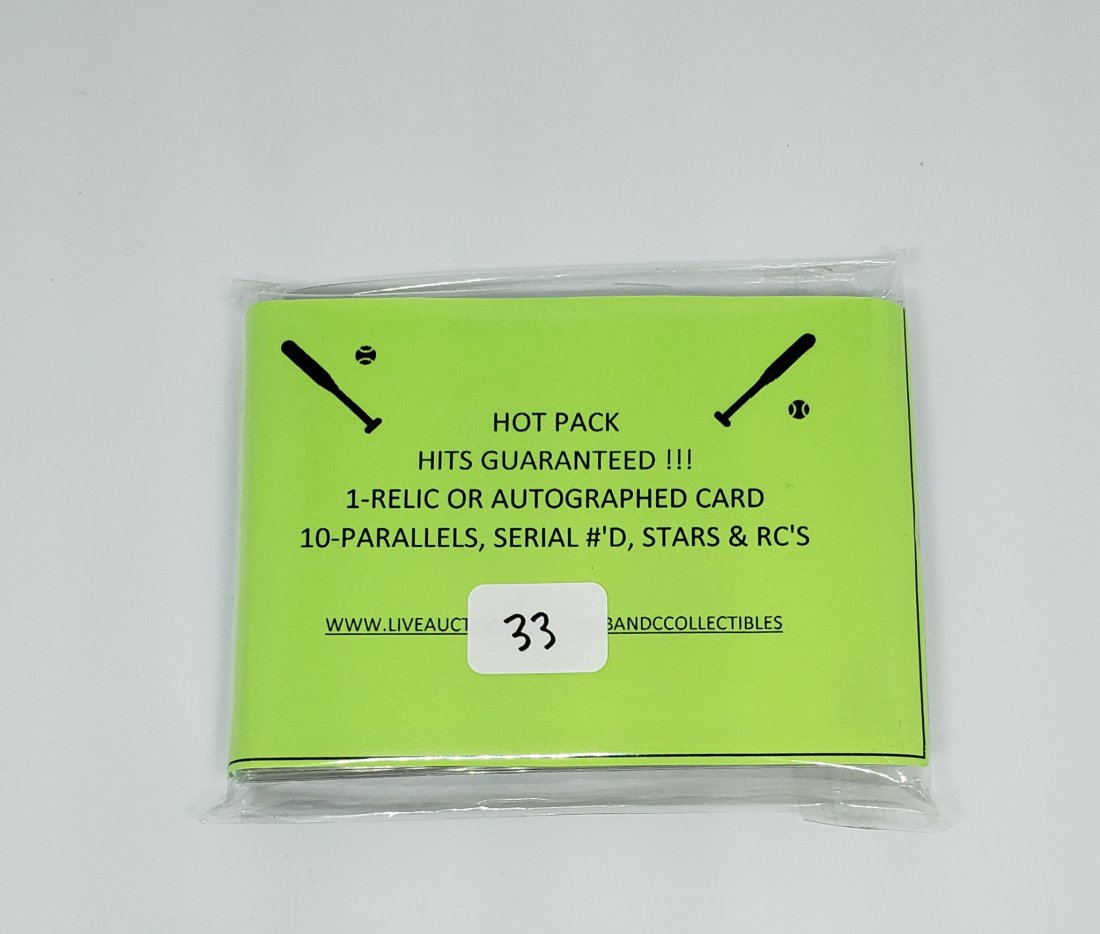 HOT PACK
HITS GUARANTEED !!!
1-RELIC OR AUTOGRAPHED CARD
10-PARALLELS, SERIAL #'D, STARS & RC'S
WWW.LIVEAUCT BANDCCOLLECTIBLES
33